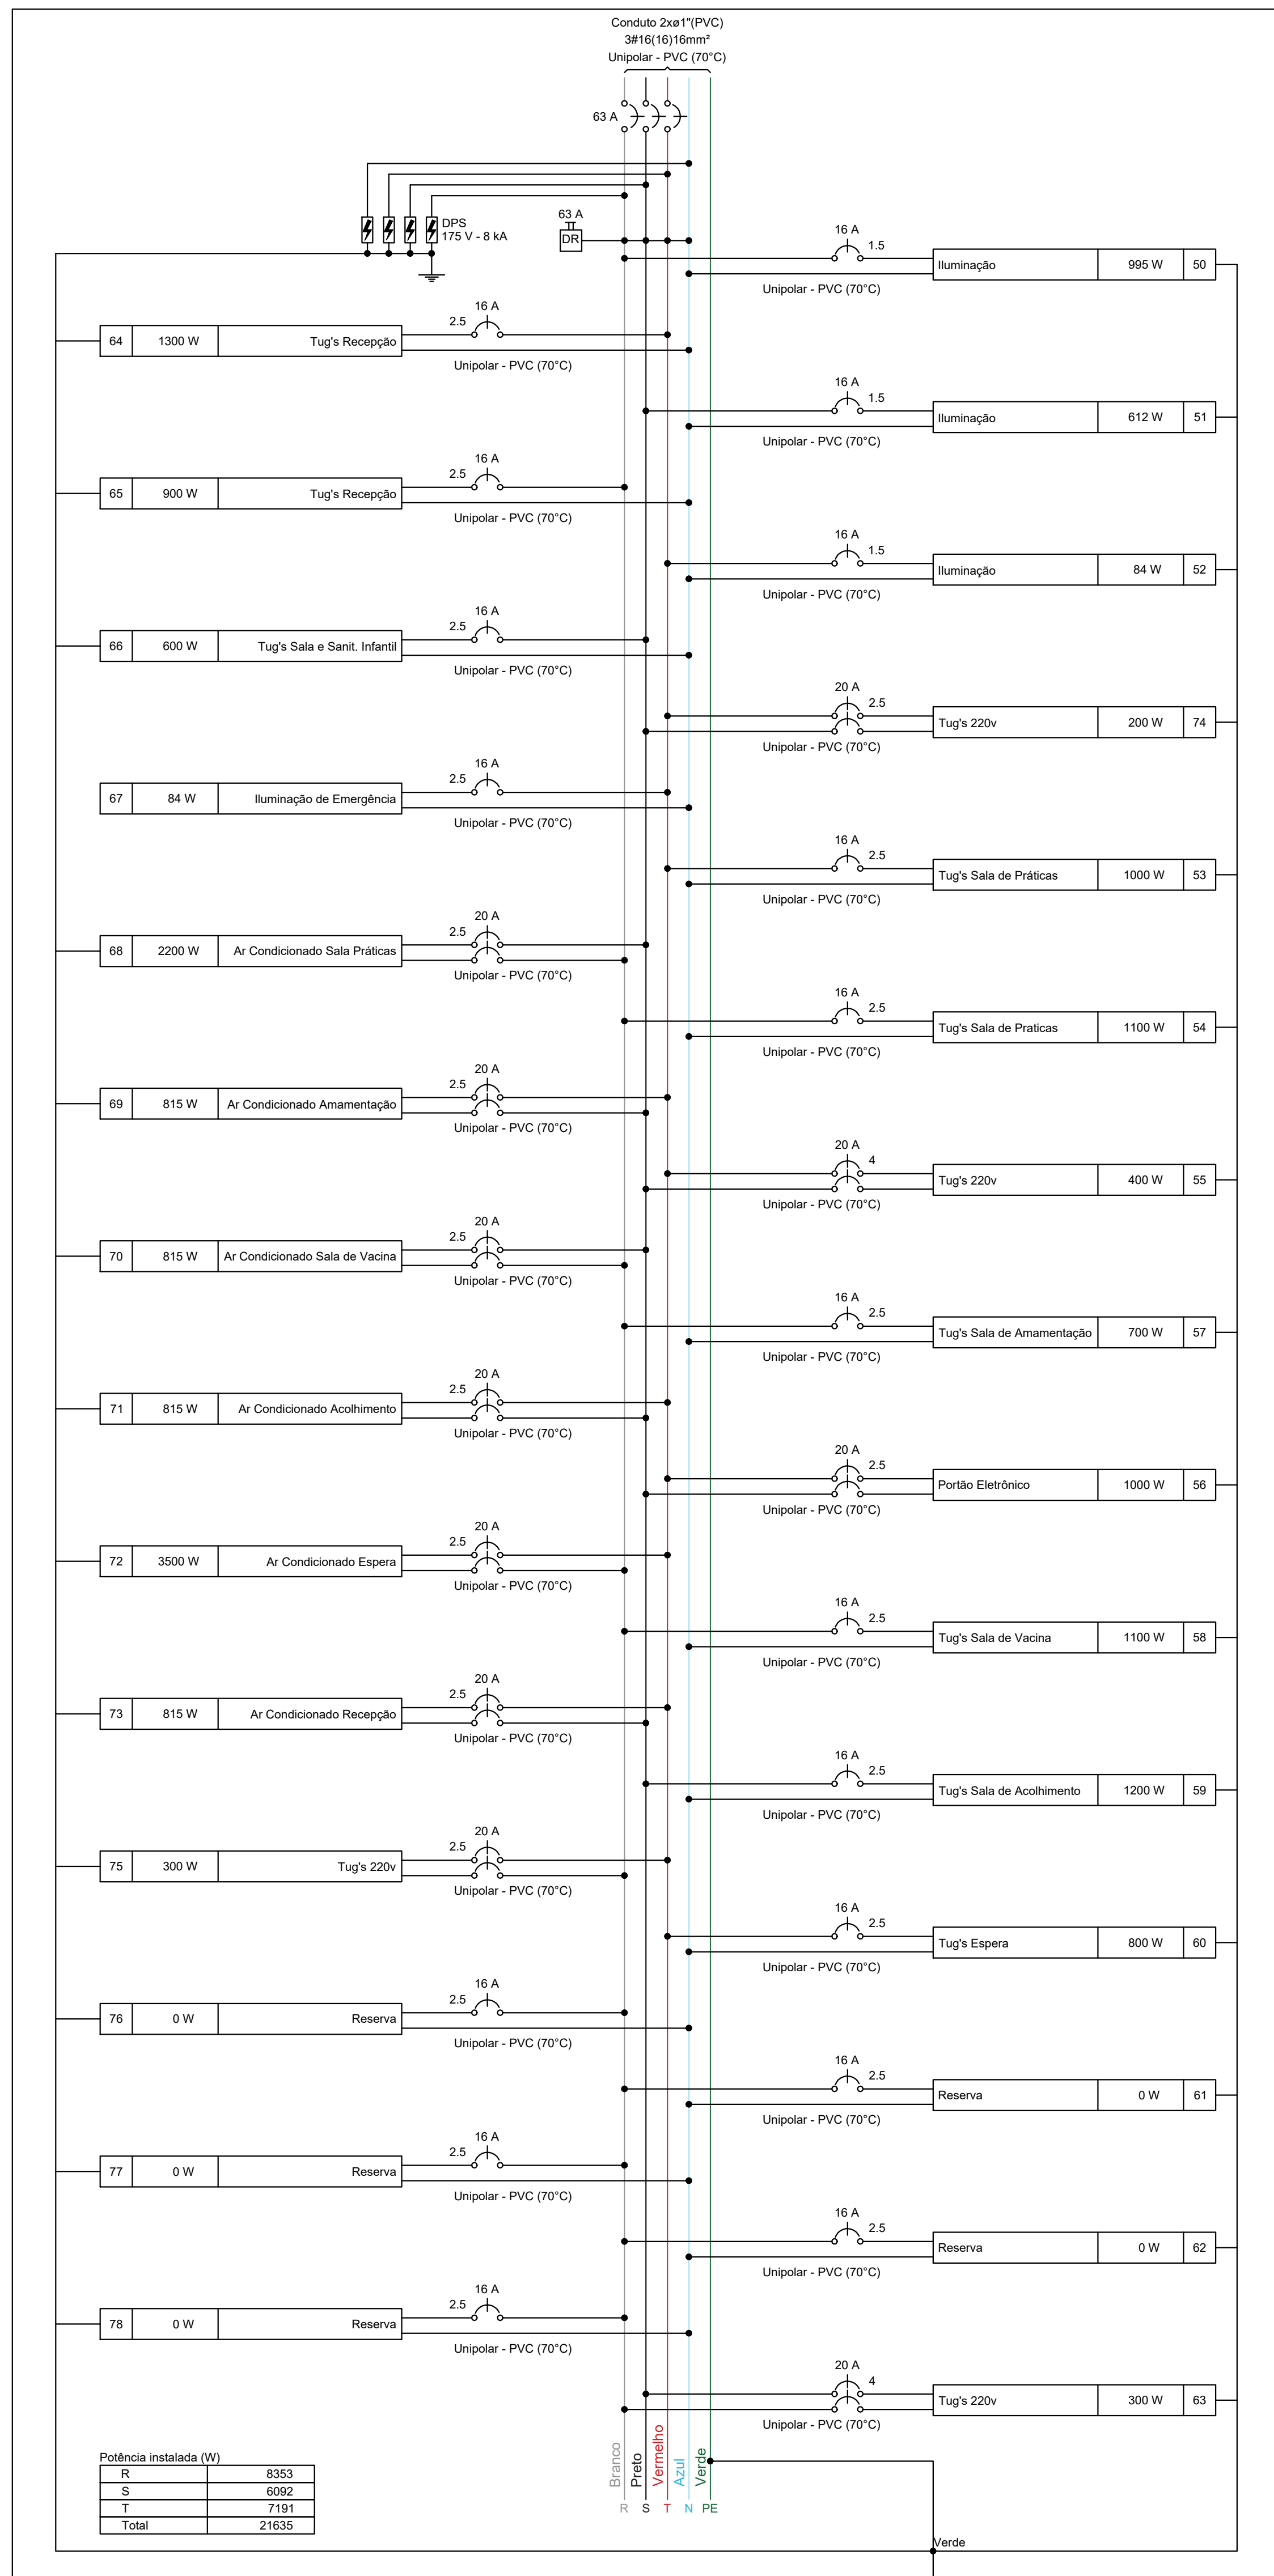 Conduto 2xø1"(PVC)
3#16(16)16mm²
Unipolar - PVC (70°C)
63 A
DPS
175 V - 8 kA
63 A
DR
16 A
1.5
Iluminação 995 W 50
Unipolar - PVC (70°C)
16 A
2.5
64 1300 W Tug's Recepção
Unipolar - PVC (70°C)
16 A
1.5
Iluminação 612 W 51
Unipolar - PVC (70°C)
16 A
2.5
65 900 W Tug's Recepção
Unipolar - PVC (70°C)
16 A
1.5
Iluminação 84 W 52
Unipolar - PVC (70°C)
16 A
2.5
66 600 W Tug's Sala e Sanit. Infantil
Unipolar - PVC (70°C)
20 A
2.5
Tug's 220v 200 W 74
Unipolar - PVC (70°C)
16 A
2.5
67 84 W Iluminação de Emergência
Unipolar - PVC (70°C)
16 A
2.5
Tug's Sala de Práticas 1000 W 53
Unipolar - PVC (70°C)
20 A
2.5
68 2200 W Ar Condicionado Sala Práticas
Unipolar - PVC (70°C)
16 A
2.5
Tug's Sala de Praticas 1100 W 54
Unipolar - PVC (70°C)
20 A
2.5
69 815 W Ar Condicionado Amamentação
Unipolar - PVC (70°C)
20 A
4
Tug's 220v 400 W 55
Unipolar - PVC (70°C)
20 A
2.5
70 815 W Ar Condicionado Sala de Vacina
Unipolar - PVC (70°C)
16 A
2.5
Tug's Sala de Amamentação 700 W 57
Unipolar - PVC (70°C)
20 A
2.5
71 815 W Ar Condicionado Acolhimento
Unipolar - PVC (70°C)
20 A
2.5
Portão Eletrônico 1000 W 56
Unipolar - PVC (70°C)
20 A
2.5
72 3500 W Ar Condicionado Espera
Unipolar - PVC (70°C)
16 A
2.5
Tug's Sala de Vacina 1100 W 58
Unipolar - PVC (70°C)
20 A
2.5
73 815 W Ar Condicionado Recepção
Unipolar - PVC (70°C)
16 A
2.5
Tug's Sala de Acolhimento 1200 W 59
Unipolar - PVC (70°C)
20 A
2.5
75 300 W Tug's 220v
Unipolar - PVC (70°C)
16 A
2.5
Tug's Espera 800 W 60
Unipolar - PVC (70°C)
16 A
2.5
76 0 W Reserva
Unipolar - PVC (70°C)
16 A
2.5
Reserva 0 W 61
Unipolar - PVC (70°C)
16 A
2.5
77 0 W Reserva
Unipolar - PVC (70°C)
16 A
2.5
Reserva 0 W 62
Unipolar - PVC (70°C)
16 A
2.5
78 0 W Reserva
Unipolar - PVC (70°C)
20 A
4
Tug's 220v 300 W 63
Unipolar - PVC (70°C)
Branco
Preto
Vermelho
Azul
Verde
R S T N PE
Potência instalada (W)
R 8353
S 6092
T 7191
Total 21635
Verde